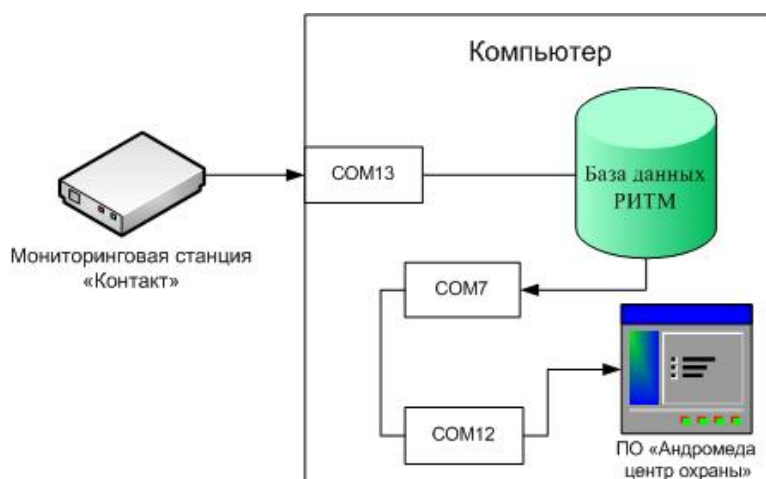 Компьютер
COM13
База данных
РИТМ
Мониторинговая станция
«Контакт»
COM7
COM12
ПО «Андромеда
центр охраны»